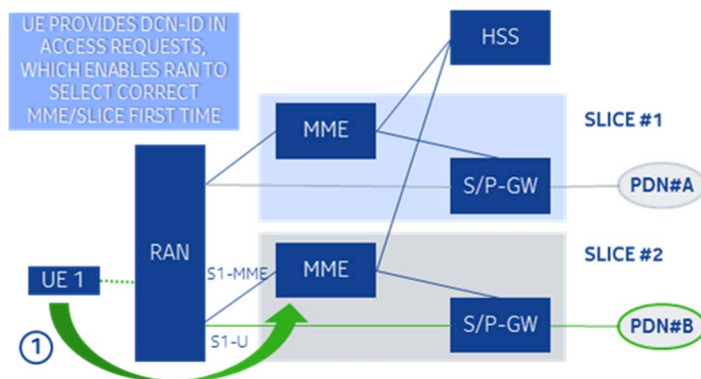 UE PROVIDES DCN-ID IN
ACCESS REQUESTS,
WHICH ENABLES RAN TO
SELECT CORRECT
MME/SLICE FIRST TIME
HSS
MME
SLICE #1
S/P-GW
PDN#A
RAN
MME
SLICE #2
S1-MME
UE 1
S/P-GW
PDN#B
S1-U
1